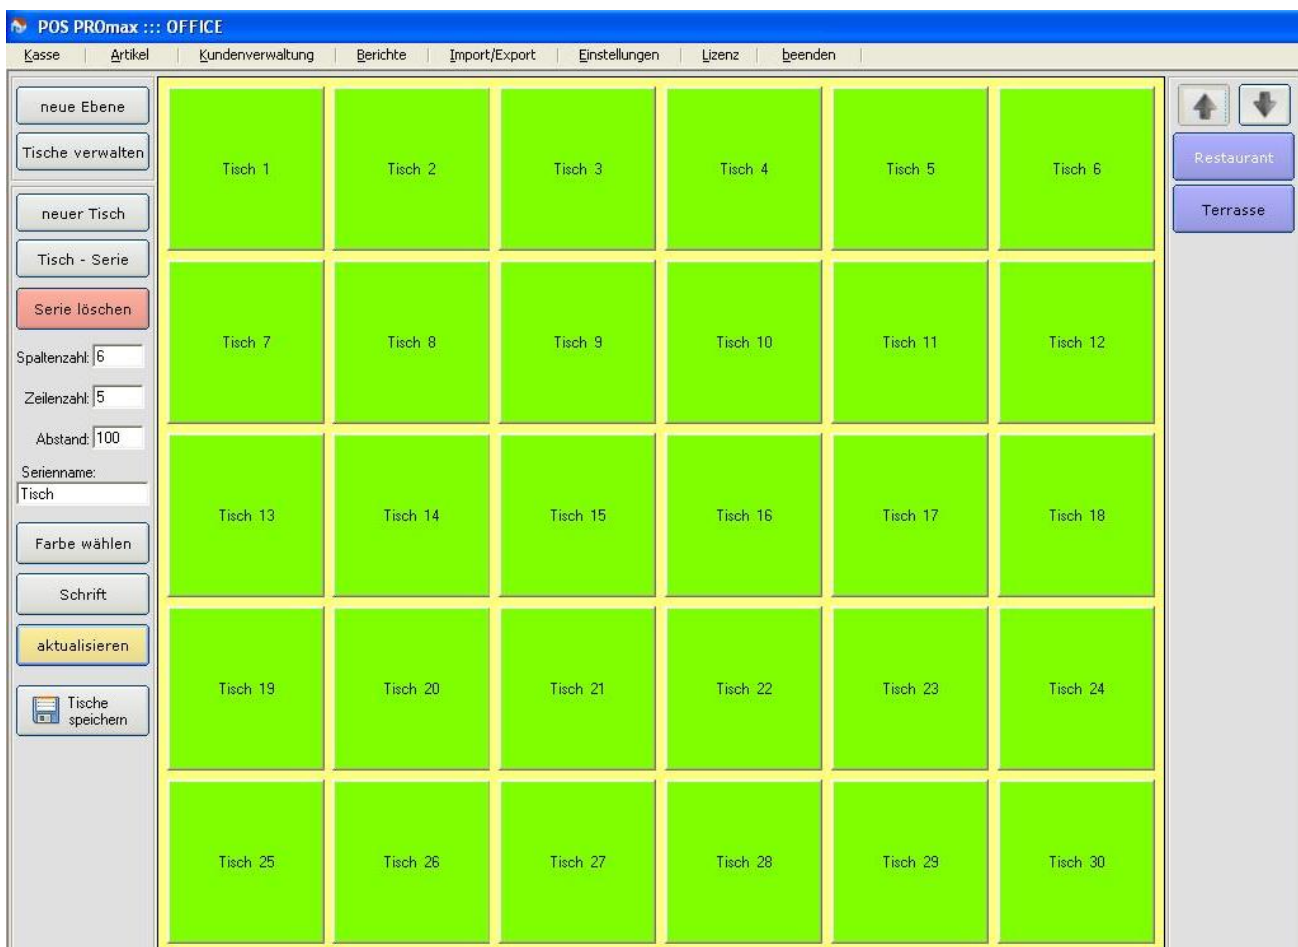 POS PROmax ::: OFFICE
Kasse Artikel Kundenverwaltung Berichte Import/Export Einstellungen Lizenz beenden
neue Ebene
Tische verwalten
neuer Tisch
Tisch - Serie
Serie löschen
Spaltenzahl: 6
Zeilenzahl: 5
Abstand: 100
Serienname:
Tisch
Farbe wählen
Schrift
aktualisieren
Tische
speichern
Tisch 1 Tisch 2 Tisch 3 Tisch 4 Tisch 5 Tisch 6
Tisch 7 Tisch 8 Tisch 9 Tisch 10 Tisch 11 Tisch 12
Tisch 13 Tisch 14 Tisch 15 Tisch 16 Tisch 17 Tisch 18
Tisch 19 Tisch 20 Tisch 21 Tisch 22 Tisch 23 Tisch 24
Tisch 25 Tisch 26 Tisch 27 Tisch 28 Tisch 29 Tisch 30
Restaurant
Terrasse